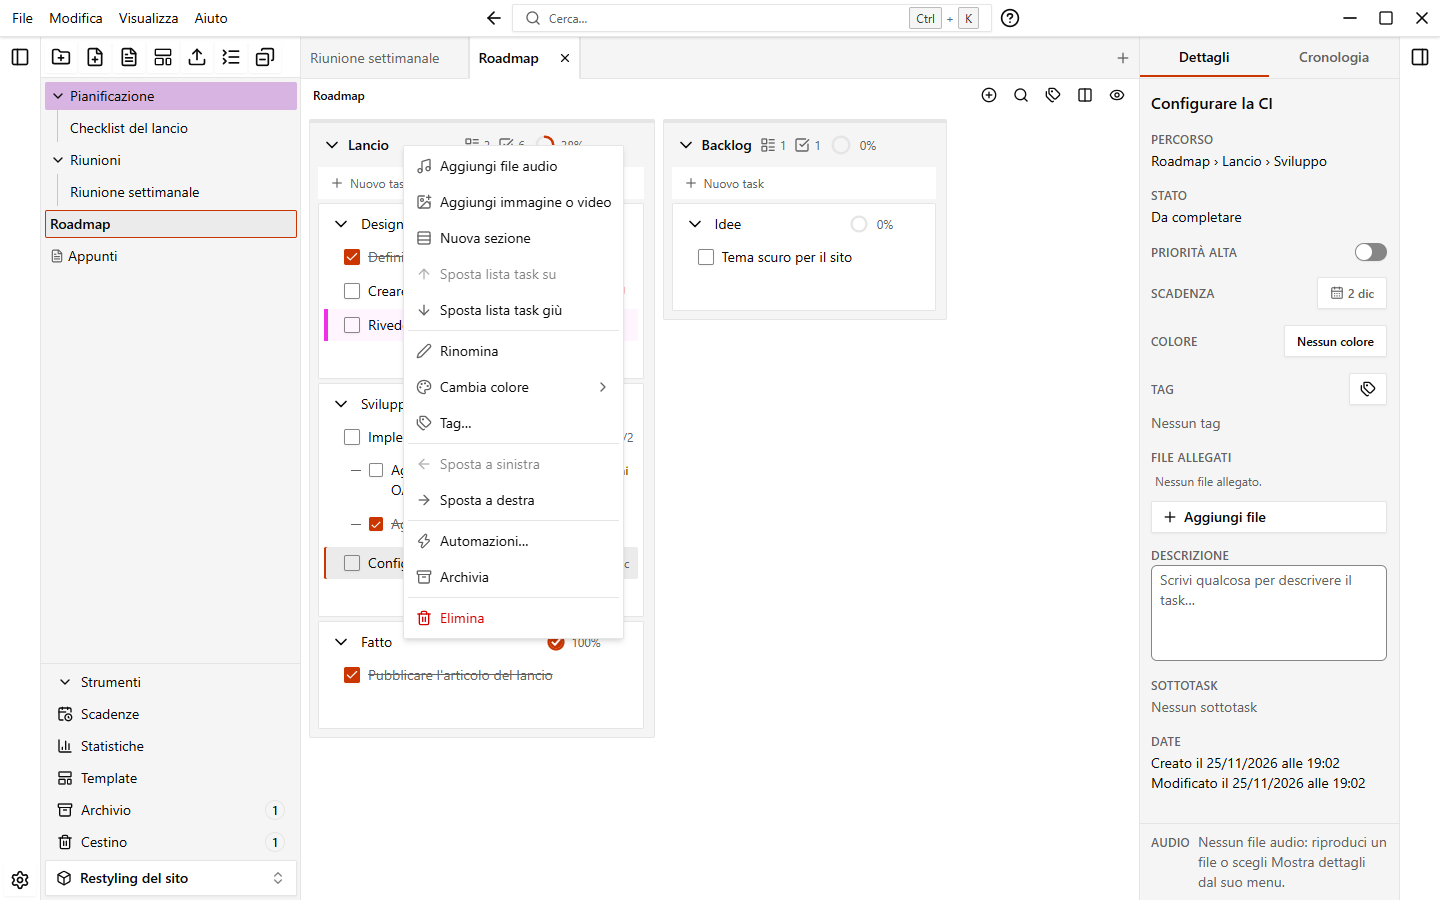 File Modifica Visualizza Aiuto
Cerca...
Ctrl + K
Riunione settimanale
Roadmap
Dettagli
Cronologia
Pianificazione
Checklist del lancio
Riunioni
Riunione settimanale
Roadmap
Appunti
Strumenti
Scadenze
Statistiche
Template
Archivio 1
Cestino 1
Restyling del sito
Roadmap
Lancio
Nuovo
Design
Creare
Sviluppo
/2
Fatto 100%
Pubblicare l'articolo del lancio
Aggiungi file audio
Aggiungi immagine o video
Nuova sezione
Sposta lista task su
Sposta lista task giù
Rinomina
Cambia colore
Tag...
Sposta a sinistra
Sposta a destra
Automazioni...
Archivia
Elimina
Backlog 1 1 0%
Nuovo task
Idee 0%
Tema scuro per il sito
Configurare la CI
PERCORSO
Roadmap › Lancio › Sviluppo
STATO
Da completare
PRIORITÀ ALTA
SCADENZA 2 dic
COLORE Nessun colore
TAG
Nessun tag
FILE ALLEGATI
Nessun file allegato.
Aggiungi file
DESCRIZIONE
Scrivi qualcosa per descrivere il
task...
SOTTOTASK
Nessun sottotask
DATE
Creato il 25/11/2026 alle 19:02
Modificato il 25/11/2026 alle 19:02
AUDIO Nessun file audio: riproduci un
file o scegli Mostra dettagli
dal suo menu.